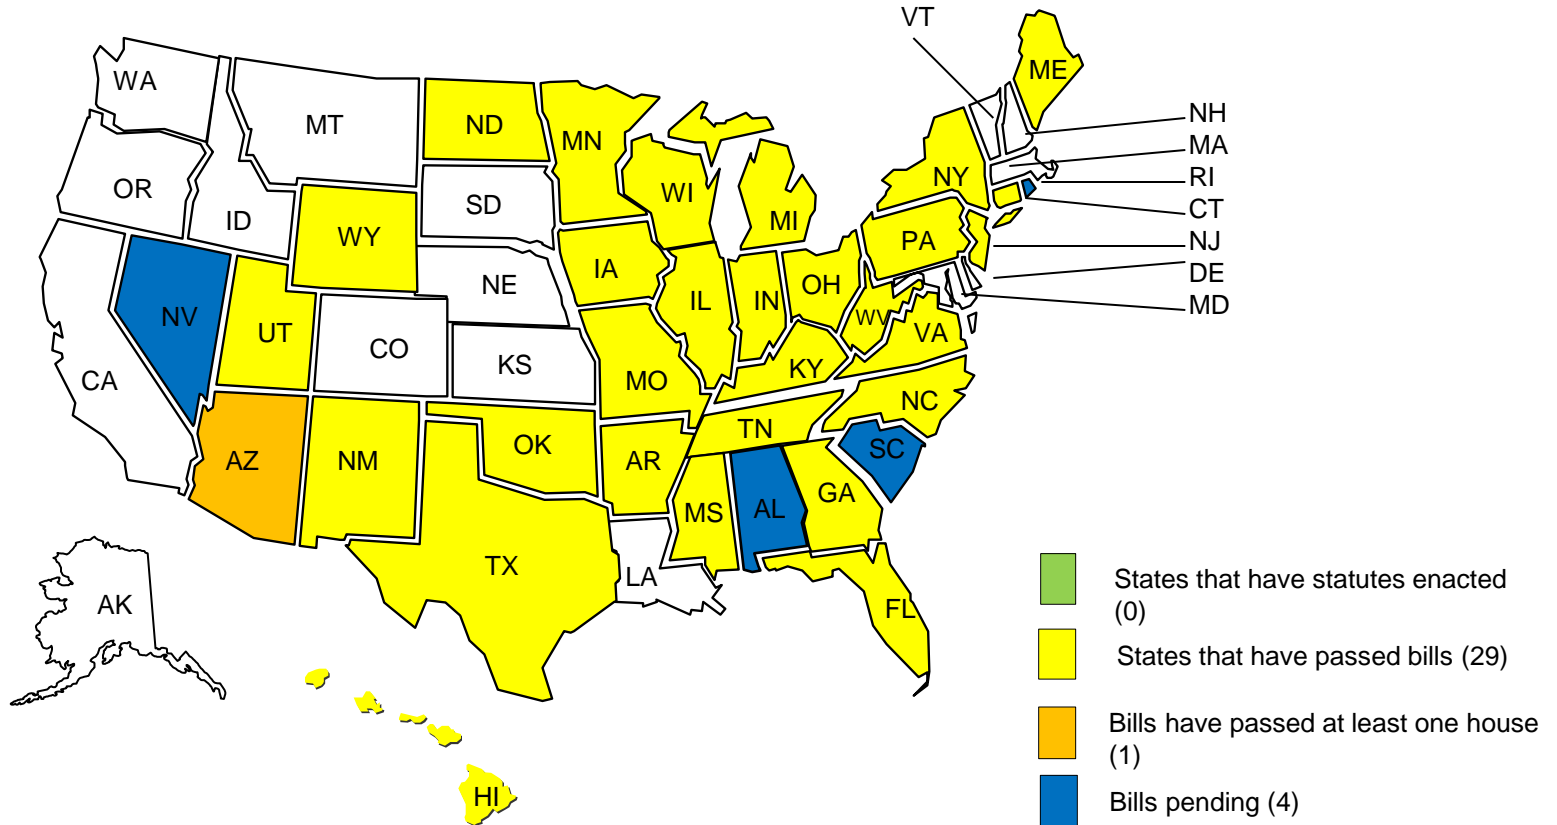 VT
ME
WA
NH
MT
ND
MN
MA
RI
OR
NY
WI
SD
CT
MI
ID
WY
PA
NJ
IA
DE
NE
OH
IL
IN
MD
NV
WV
UT
VA
CO
KS
KY
CA
MO
NC
TN
OK
SC
AZ
NM
AR
GA
MS
AL
TX
LA
AK
FL
HI
States that have statutes enacted
(0)
States that have passed bills (29)
Bills have passed at least one house
(1)
Bills pending (4)